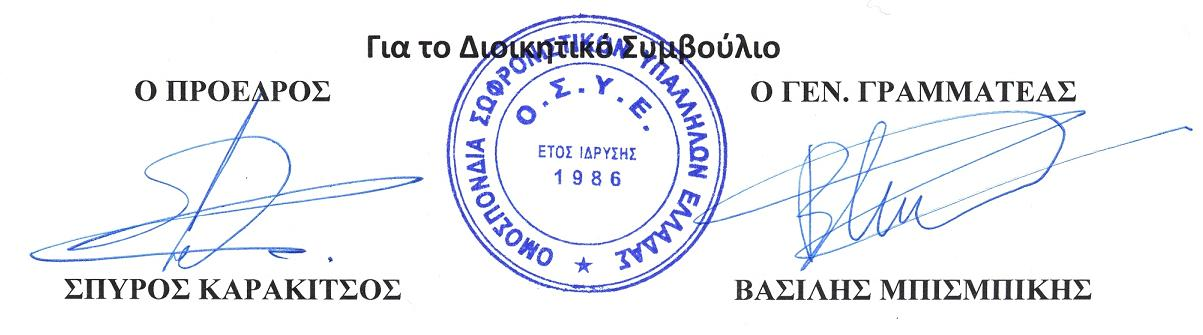 Για το Διοικητικό Συμβούλιο
Ο ΠΡΟΕΔΡΟΣ
Ο ΓΕΝ. ΓΡΑΜΜΑΤΕΑΣ
ΟΜΟΣΠΟΝΔΙΑ ΣΩΦΡΟΝΙΣΤΙΚΩΝ ΥΠΑΛΛΗΛΩΝ ΕΛΛΑΔΑΣ ★
Ο.Σ.Υ.Ε.
ΕΤΟΣ ΙΔΡΥΣΗΣ
1986
ΣΠΥΡΟΣ ΚΑΡΑΚΙΤΣΟΣ
ΒΑΣΙΛΗΣ ΜΠΙΣΜΠΙΚΗΣ